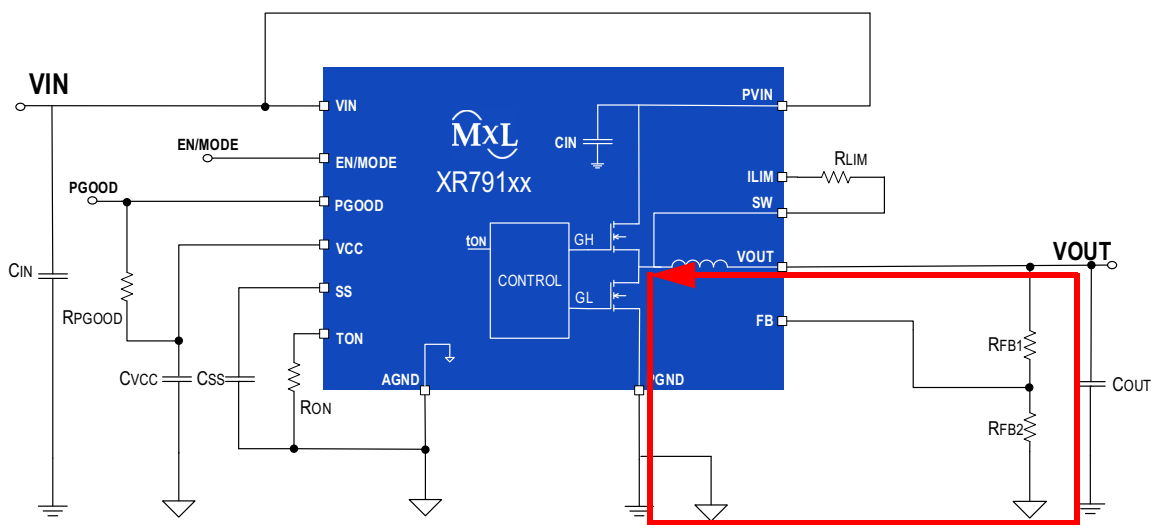 VIN
VIN
PVIN
MXL
CIN
EN/MODE
EN/MODE
XR791xx
RLIM
ILIM
PGOOD
PGOOD
SW
tON
GH
VCC
VOUT
VOUT
CIN
CONTROL
SS
GL
RPGOOD
FB
TON
RFB1
CVCC
CSS
AGND
PGND
COUT
RON
RFB2